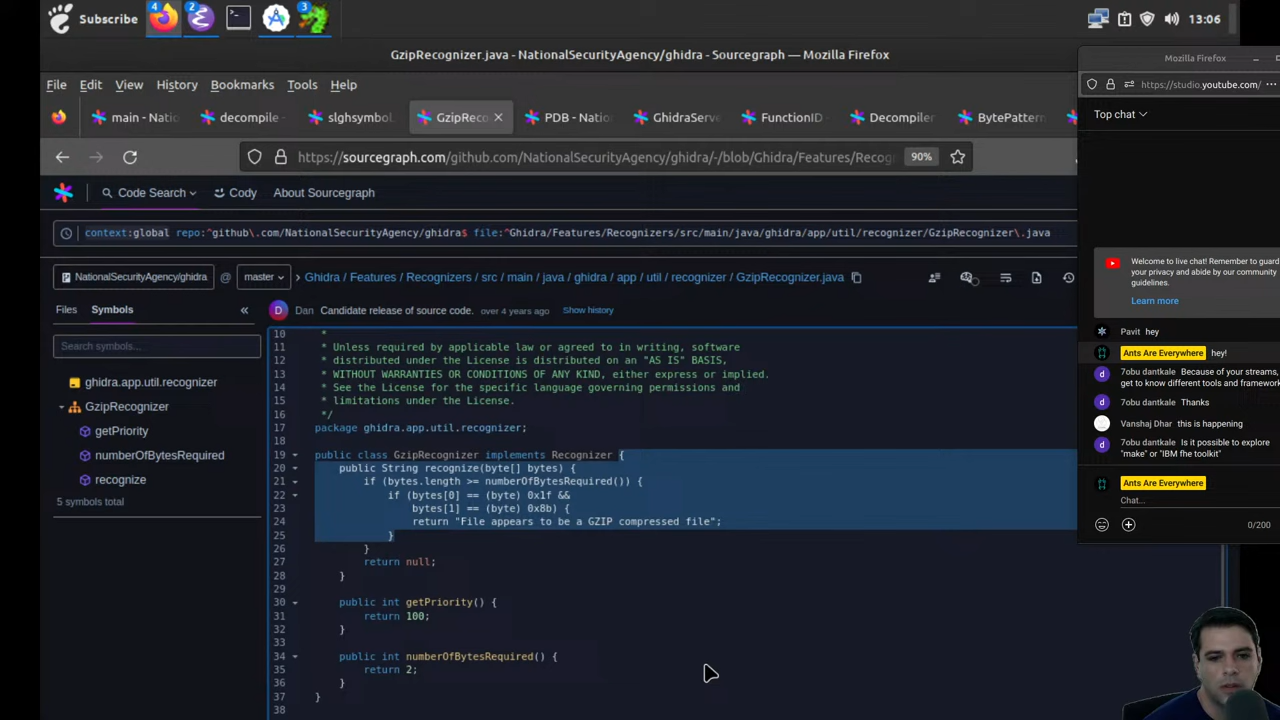 Subscribe
4
2
3
13:06
GzipRecognizer.java - NationalSecurityAgency/ghidra - Sourcegraph — Mozilla Firefox
File Edit View History Bookmarks Tools Help
main - Natio
decompile -
slghsymbol.
GzipReco
PDB - Nation
GhidraServe
FunctionID -
Decompiler
BytePattern
https://sourcegraph.com/github.com/NationalSecurityAgency/ghidra/-/blob/Ghidra/Features/Recog
90%
Code Search
Cody
About Sourcegraph
context:global repo:^github\.com/NationalSecurityAgency/ghidra$ file:^Ghidra/Features/Recognizers/src/main/java/ghidra/app/util/recognizer/GzipRecognizer\.java
NationalSecurityAgency/ghidra @ master
Ghidra / Features / Recognizers / src / main / java / ghidra / app / util / recognizer / GzipRecognizer.java
Files Symbols
Search symbols...
ghidra.app.util.recognizer
GzipRecognizer
getPriority
numberOfBytesRequired
recognize
5 symbols total
D Dan Candidate release of source code. over 4 years ago Show history
10 *
11 * Unless required by applicable law or agreed to in writing, software
12 * distributed under the License is distributed on an "AS IS" BASIS,
13 * WITHOUT WARRANTIES OR CONDITIONS OF ANY KIND, either express or implied.
14 * See the License for the specific language governing permissions and
15 * limitations under the License.
16 */
17 package ghidra.app.util.recognizer;
18
19 public class GzipRecognizer implements Recognizer {
20 public String recognize(byte[] bytes) {
21 if (bytes.length >= numberOfBytesRequired()) {
22 if (bytes[0] == (byte) 0x1f &&
23 bytes[1] == (byte) 0x8b) {
24 return "File appears to be a GZIP compressed file";
25 }
26 }
27 return null;
28 }
29
30 public int getPriority() {
31 return 100;
32 }
33
34 public int numberOfBytesRequired() {
35 return 2;
36 }
37 }
38
Mozilla Firefox
https://studio.youtube.com/
Top chat
Welcome to live chat! Remember to guard
your privacy and abide by our community
guidelines.
Learn more
Pavit hey
Ants Are Everywhere hey!
7obu dantkale Because of your streams,
get to know different tools and framework
7obu dantkale Thanks
Vanshaj Dhar this is happening
7obu dantkale Is it possible to explore
"make" or "IBM fhe toolkit"
Ants Are Everywhere
Chat...
0/200